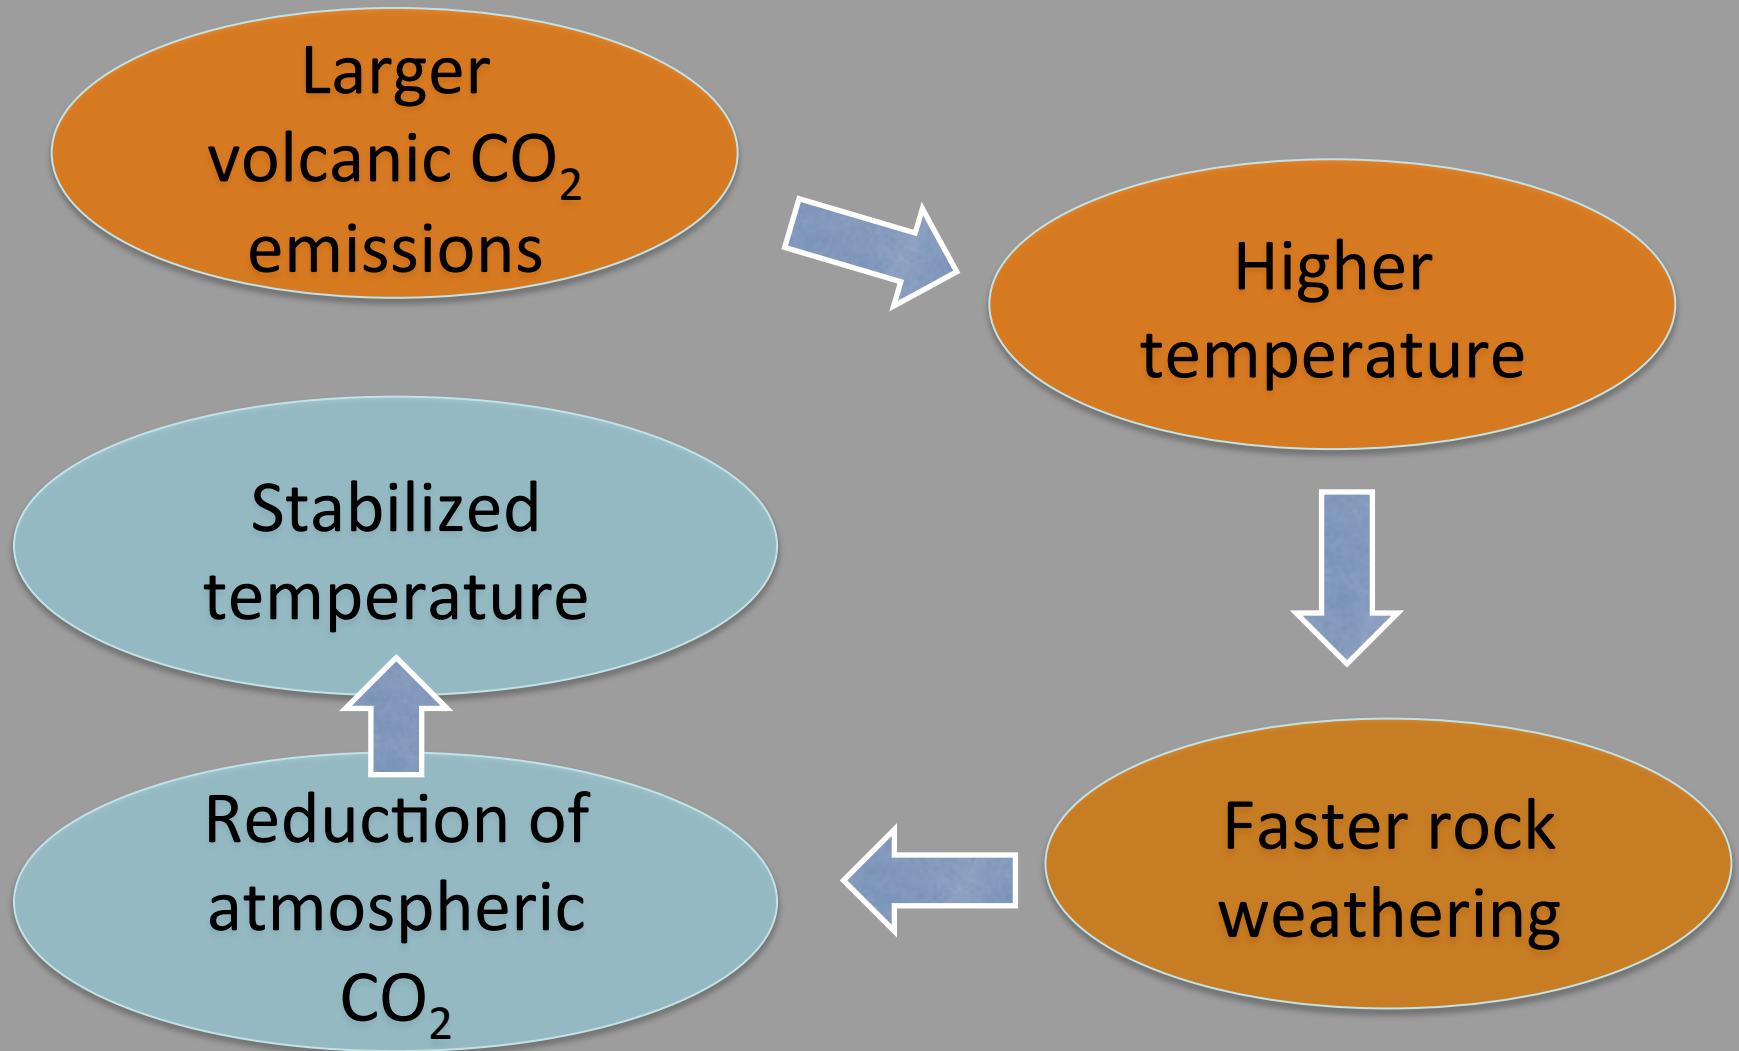 Larger
volcanic CO₂
emissions
Higher
temperature
Faster rock
weathering
Reduction of
atmospheric
CO₂
Stabilized
temperature